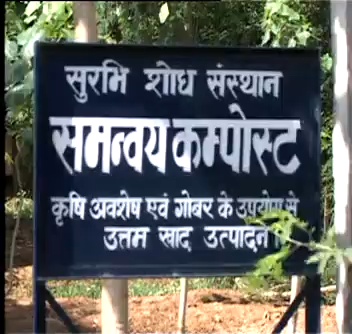 सुरभि शोध संस्थान
समन्वय कम्पोस्ट
कृषि अवशेष एवं गोबर के उपयोग से
उत्तम खाद उत्पादन